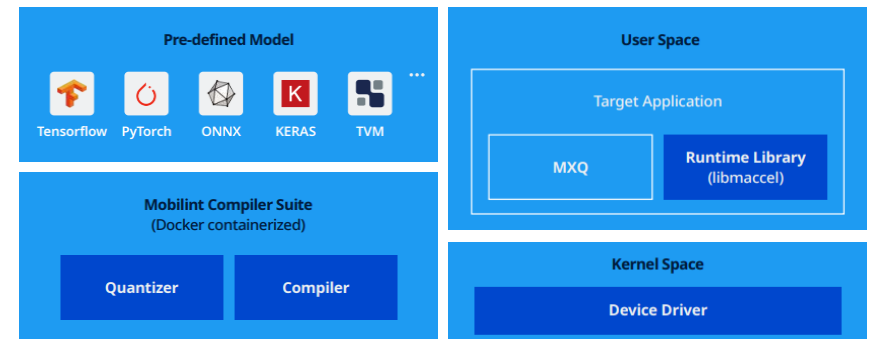 Pre-defined Model
...
Tensorflow
PyTorch
ONNX
K
KERAS
TVM
Mobilint Compiler Suite
(Docker containerized)
Quantizer
Compiler
User Space
Target Application
MXQ
Runtime Library
(libmaccel)
Kernel Space
Device Driver